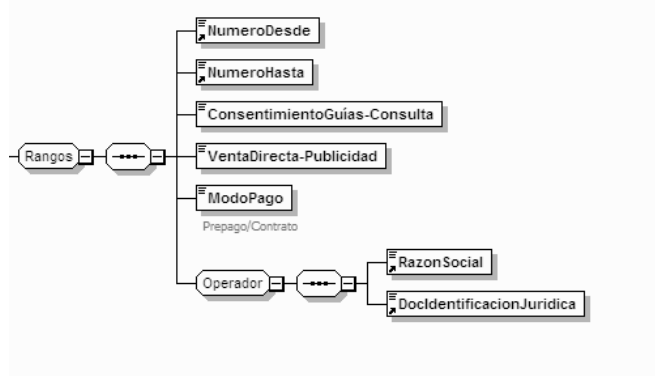 NumeroDesde
NumeroHasta
ConsentimientoGuías-Consulta
Rangos
VentaDirecta-Publicidad
ModoPago
Prepago/Contrato
Operador
RazonSocial
DocIdentificacionJuridica